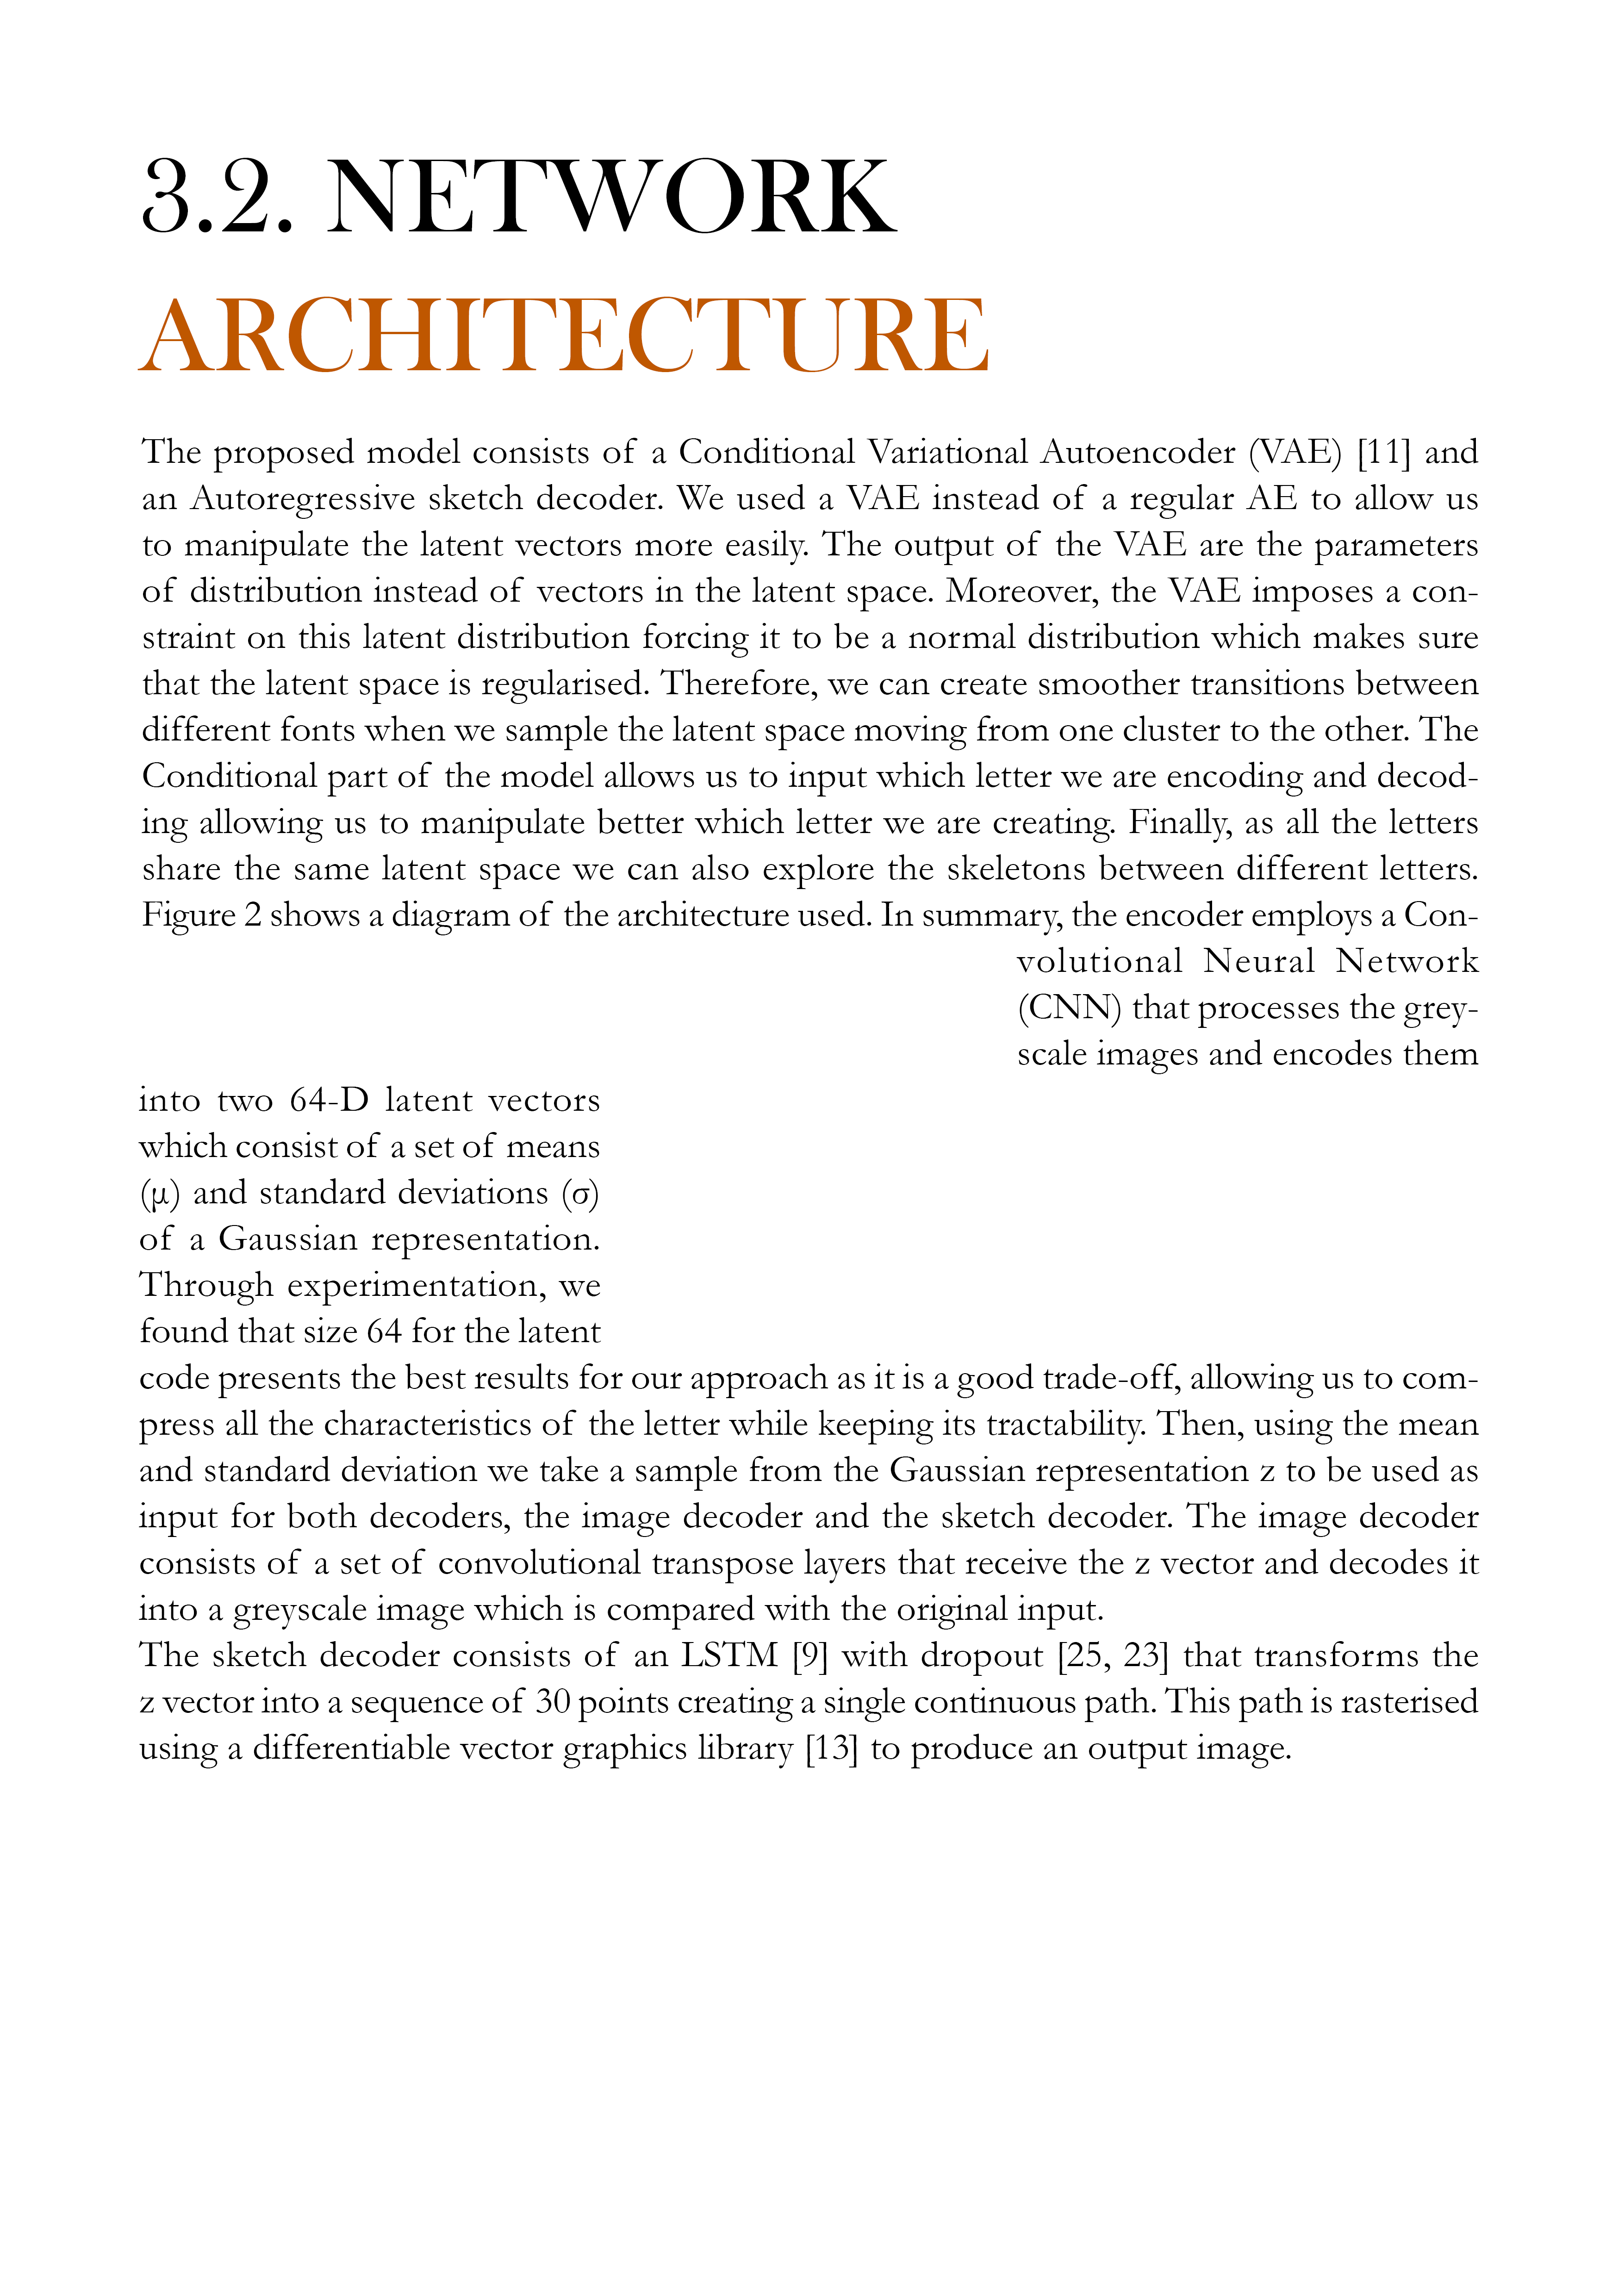 3.2. NETWORK
ARCHITECTURE
The proposed model consists of a Conditional Variational Autoencoder (VAE) [11] and
an Autoregressive sketch decoder. We used a VAE instead of a regular AE to allow us
to manipulate the latent vectors more easily. The output of the VAE are the parameters
of distribution instead of vectors in the latent space. Moreover, the VAE imposes a con-
straint on this latent distribution forcing it to be a normal distribution which makes sure
that the latent space is regularised. Therefore, we can create smoother transitions between
different fonts when we sample the latent space moving from one cluster to the other. The
Conditional part of the model allows us to input which letter we are encoding and decod-
ing allowing us to manipulate better which letter we are creating. Finally, as all the letters
share the same latent space we can also explore the skeletons between different letters.
Figure 2 shows a diagram of the architecture used. In summary, the encoder employs a Con-
volutional Neural Network
(CNN) that processes the grey-
scale images and encodes them
into two 64-D latent vectors
which consist of a set of means
(μ) and standard deviations (σ)
of a Gaussian representation.
Through experimentation, we
found that size 64 for the latent
code presents the best results for our approach as it is a good trade-off, allowing us to com-
press all the characteristics of the letter while keeping its tractability. Then, using the mean
and standard deviation we take a sample from the Gaussian representation z to be used as
input for both decoders, the image decoder and the sketch decoder. The image decoder
consists of a set of convolutional transpose layers that receive the z vector and decodes it
into a greyscale image which is compared with the original input.
The sketch decoder consists of an LSTM [9] with dropout [25, 23] that transforms the
z vector into a sequence of 30 points creating a single continuous path. This path is rasterised
using a differentiable vector graphics library [13] to produce an output image.